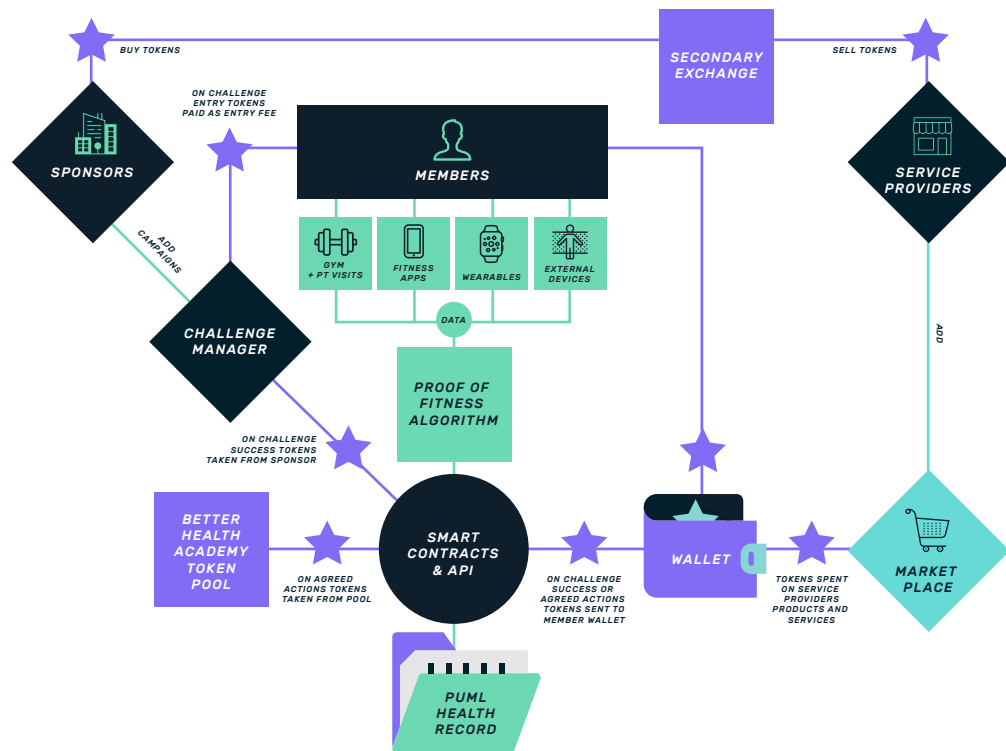 BUY TOKENS
SECONDARY
EXCHANGE
SELL TOKENS
ON CHALLENGE
ENTRY TOKENS
PAID AS ENTRY FEE
SPONSORS
MEMBERS
SERVICE
PROVIDERS
ADD
CAMPAIGNS
GYM
+ PT VISITS
FITNESS
APPS
WEARABLES
EXTERNAL
DEVICES
DATA
CHALLENGE
MANAGER
ADD
PROOF OF
FITNESS
ALGORITHM
ON CHALLENGE
SUCCESS TOKENS
TAKEN FROM SPONSOR
BETTER
HEALTH
ACADEMY
TOKEN
POOL
ON AGREED
ACTIONS TOKENS
TAKEN FROM POOL
SMART
CONTRACTS
& API
ON CHALLENGE
SUCCESS OR
AGREED ACTIONS
TOKENS SENT TO
MEMBER WALLET
WALLET
TOKENS SPENT
ON SERVICE
PROVIDERS
PRODUCTS AND
SERVICES
MARKET
PLACE
PUML
HEALTH
RECORD